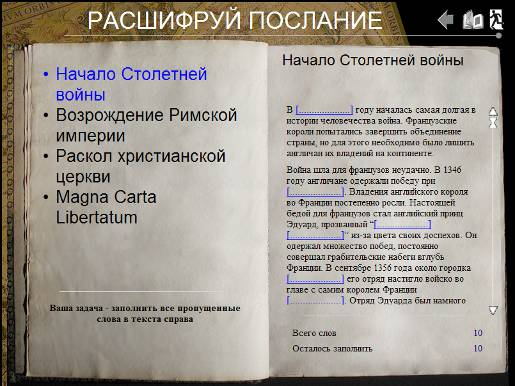 РАСШИФРУЙ ПОСЛАНИЕ
• Начало Столетней
войны
• Возрождение Римской
империи
• Раскол христианской
церкви
• Magna Carta
Libertatum
Ваша задача - заполнить все пропущенные
слова в текста справа
Начало Столетней войны
В [....................] году началась самая долгая в
истории человечества война. Французские
короли попытались завершить объединение
страны, но для этого необходимо было лишить
англичан их владений на континенте.
Война шла для французов неудачно. В 1346
году англичане одержали победу при
[....................]. Владения английского короля
во Франции постепенно росли. Настоящей
бедой для французов стал английский принц
Эдуард, прозванный "[....................]
[....................]" из-за цвета своих доспехов. Он
одержал множество побед, постоянно
совершал грабительские набеги вглубь
Франции. В сентябре 1356 года около городка
[....................] его отряд настигло войско во
главе с самим королем Франции
[....................]. Отряд Эдуарда был намного
Всего слов 10
Осталось заполнить 10